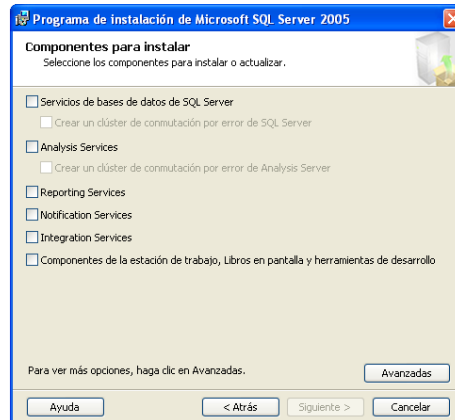 Programa de instalación de Microsoft SQL Server 2005
Componentes para instalar
Seleccione los componentes para instalar o actualizar.
Servicios de bases de datos de SQL Server
Crear un clúster de conmutación por error de SQL Server
Analysis Services
Crear un clúster de conmutación por error de Analysis Server
Reporting Services
Notification Services
Integration Services
Componentes de la estación de trabajo, Libros en pantalla y herramientas de desarrollo
Para ver más opciones, haga clic en Avanzadas.
Avanzadas
Ayuda
< Atrás
Siguiente >
Cancelar